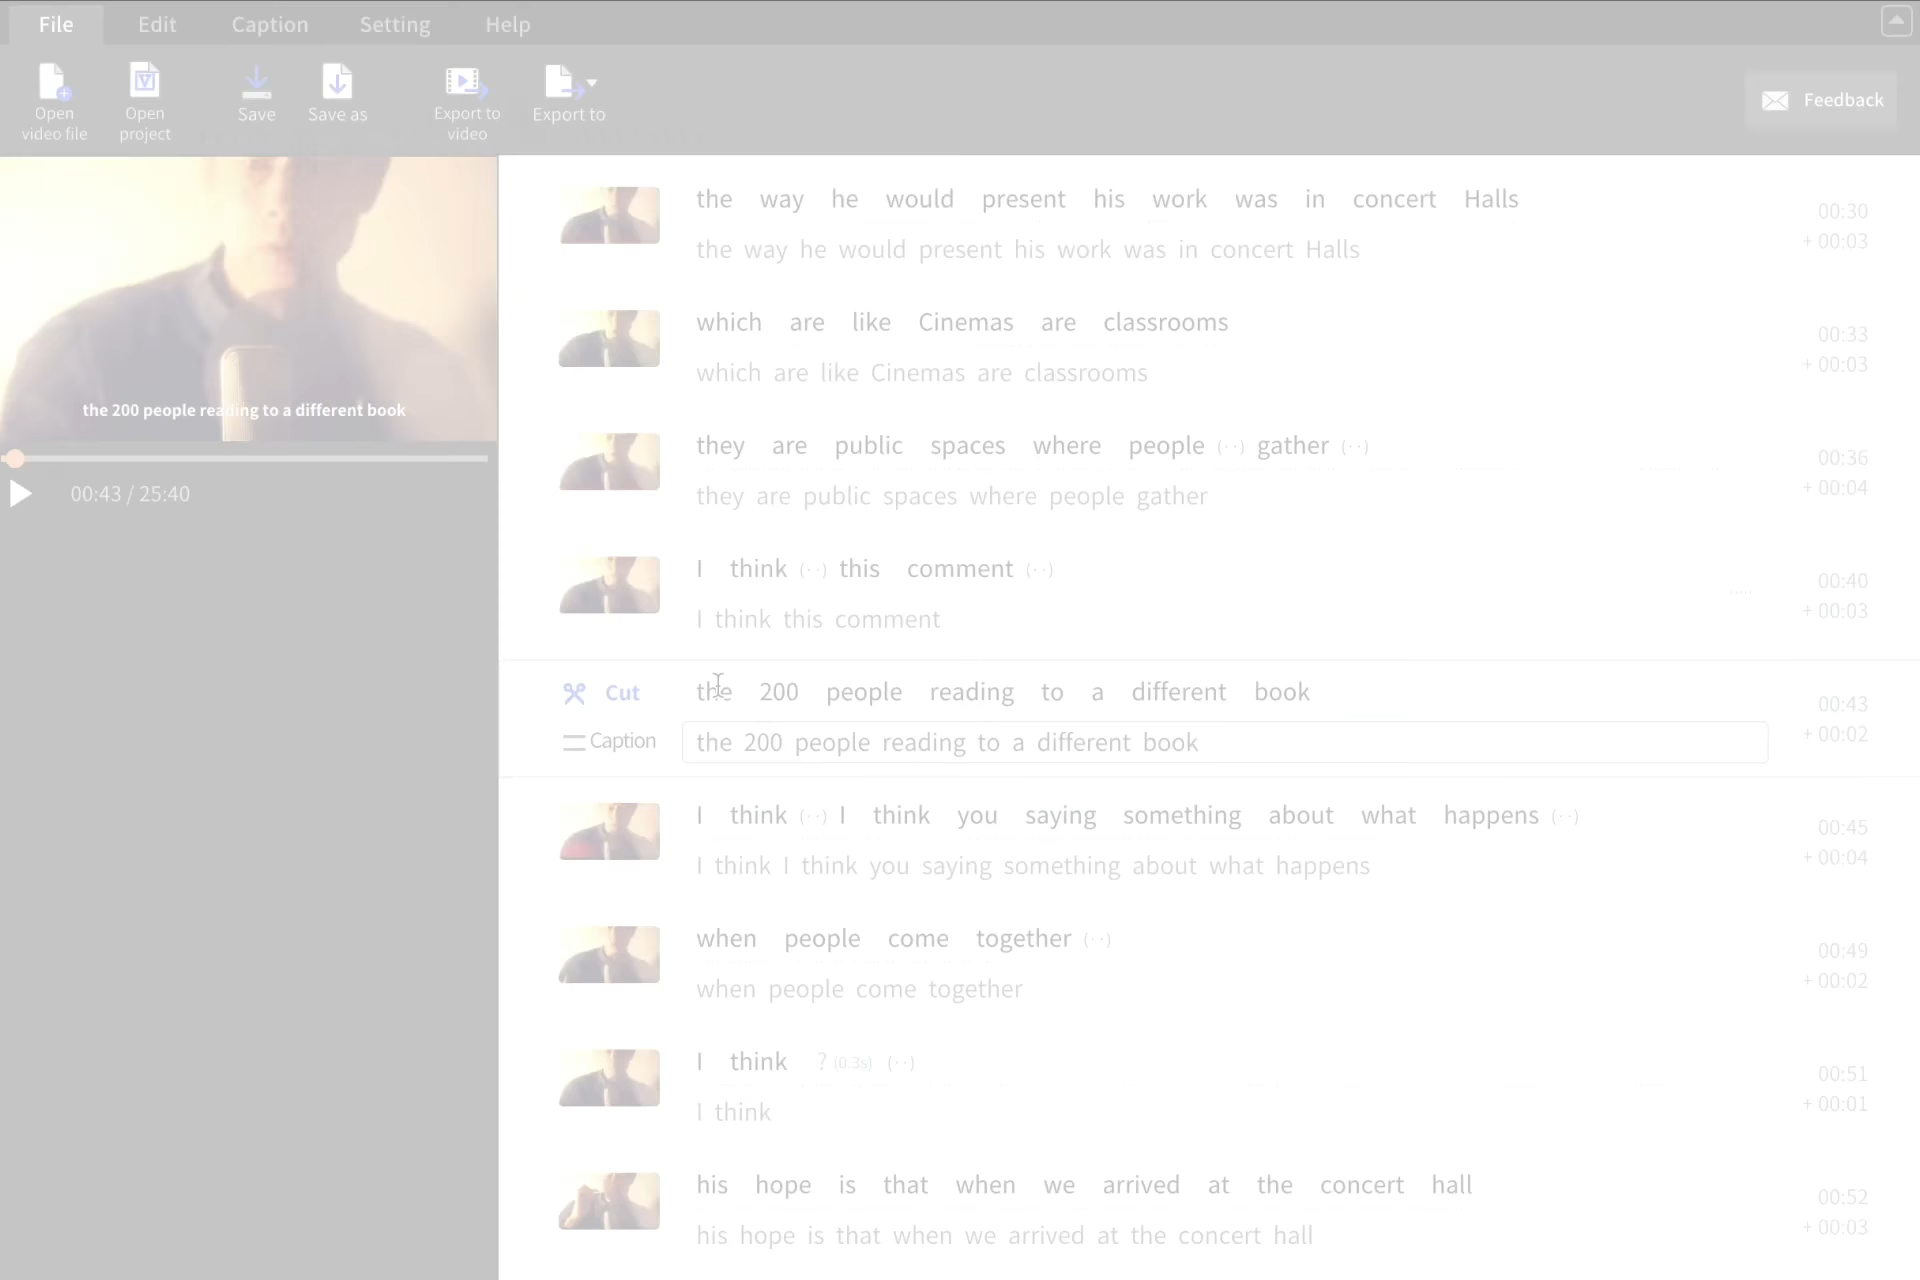 File Edit Caption Setting Help
Open video file
Open project
Save
Save as
Export to video
Export to
Feedback
the 200 people reading to a different book
00:43 / 25:40
the way he would present his work was in concert Halls
the way he would present his work was in concert Halls
00:30
+ 00:03
which are like Cinemas are classrooms
which are like Cinemas are classrooms
00:33
+ 00:03
they are public spaces where people (··) gather (··)
they are public spaces where people gather
00:36
+ 00:04
I think (··) this comment (··)
I think this comment
00:40
+ 00:03
Cut the 200 people reading to a different book
Caption the 200 people reading to a different book
00:43
+ 00:02
I think (··) I think you saying something about what happens (··)
I think I think you saying something about what happens
00:45
+ 00:04
when people come together (··)
when people come together
00:49
+ 00:02
I think ? (0.3s) (··)
I think
00:51
+ 00:01
his hope is that when we arrived at the concert hall
his hope is that when we arrived at the concert hall
00:52
+ 00:03